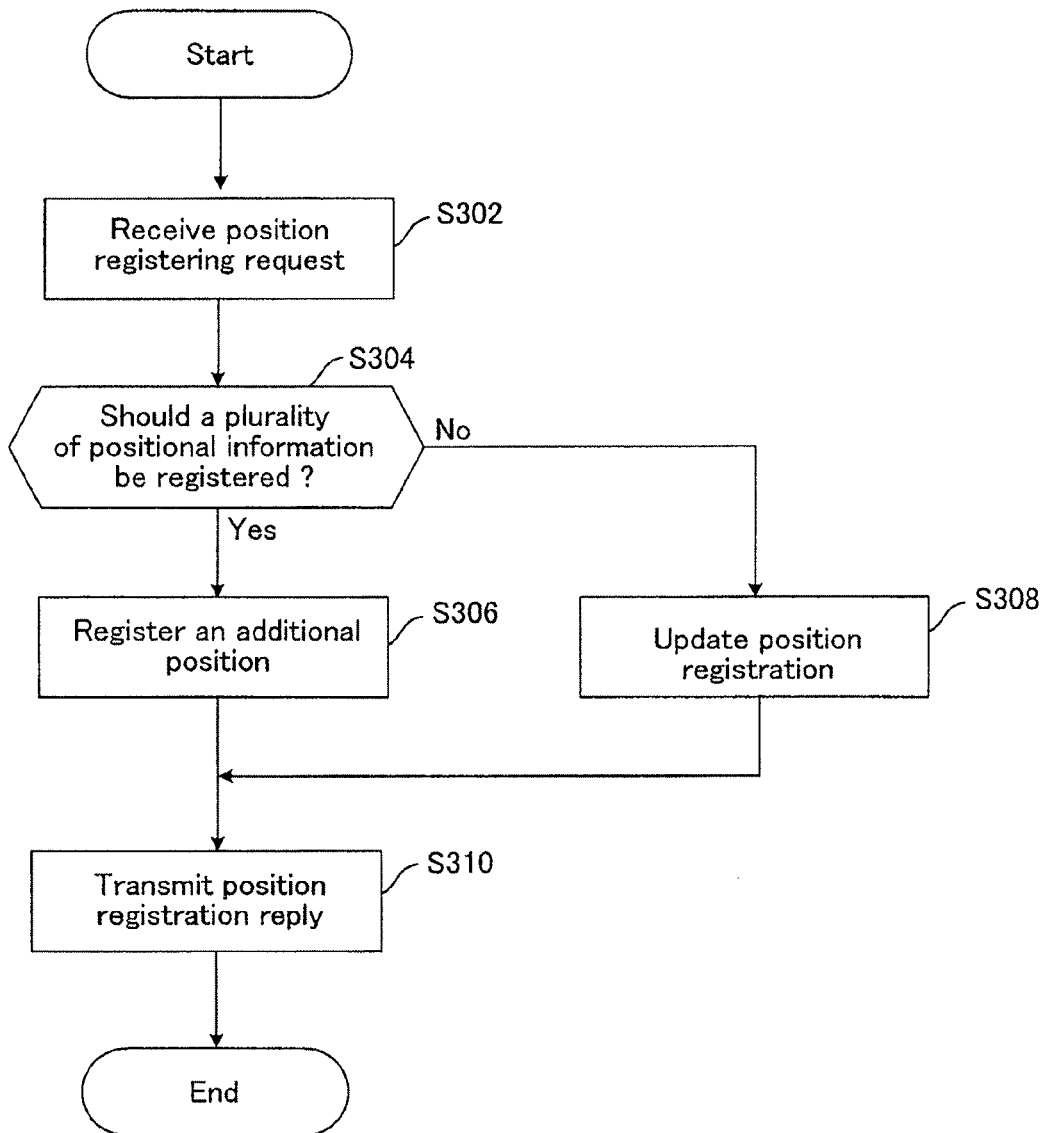 Start
Receive position
registering request
S302
S304
Should a plurality
of positional information
be registered ?
No
Yes
Register an additional
position
S306
Update position
registration
S308
Transmit position
registration reply
S310
End